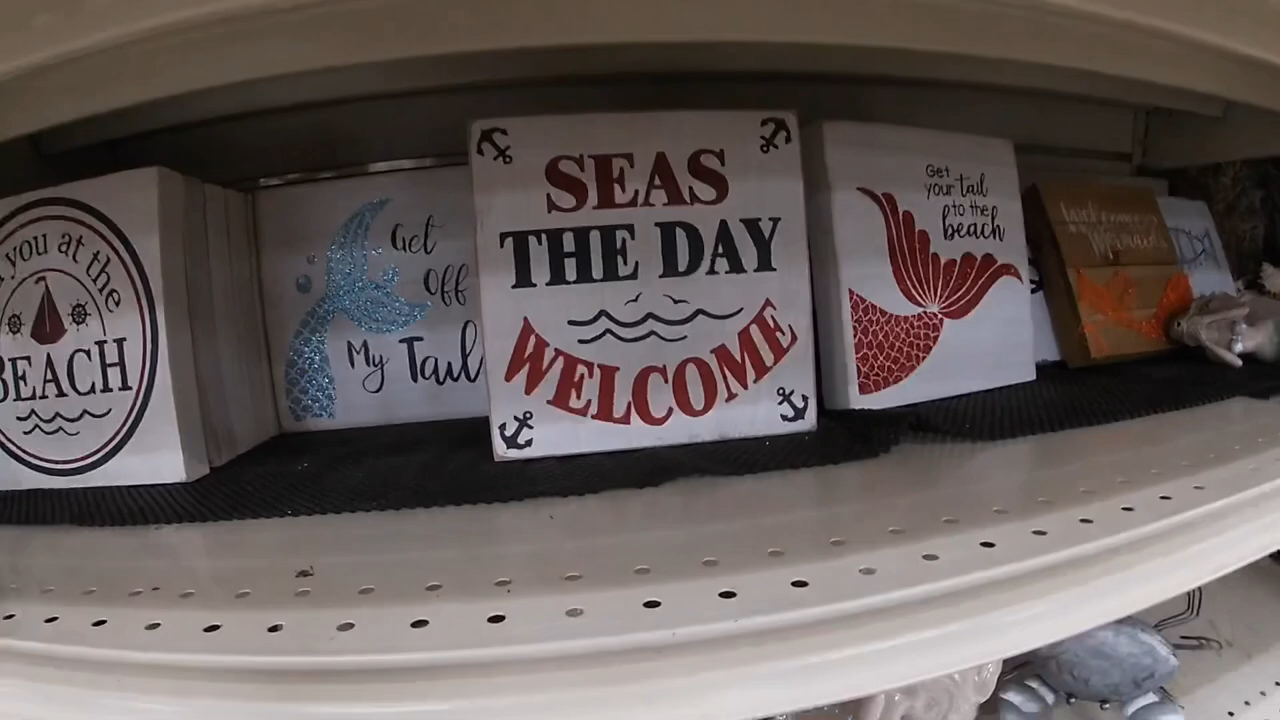 you at the
BEACH
Get
Off
My Tail
SEAS
THE DAY
WELCOME
Get
your tail
to the
beach